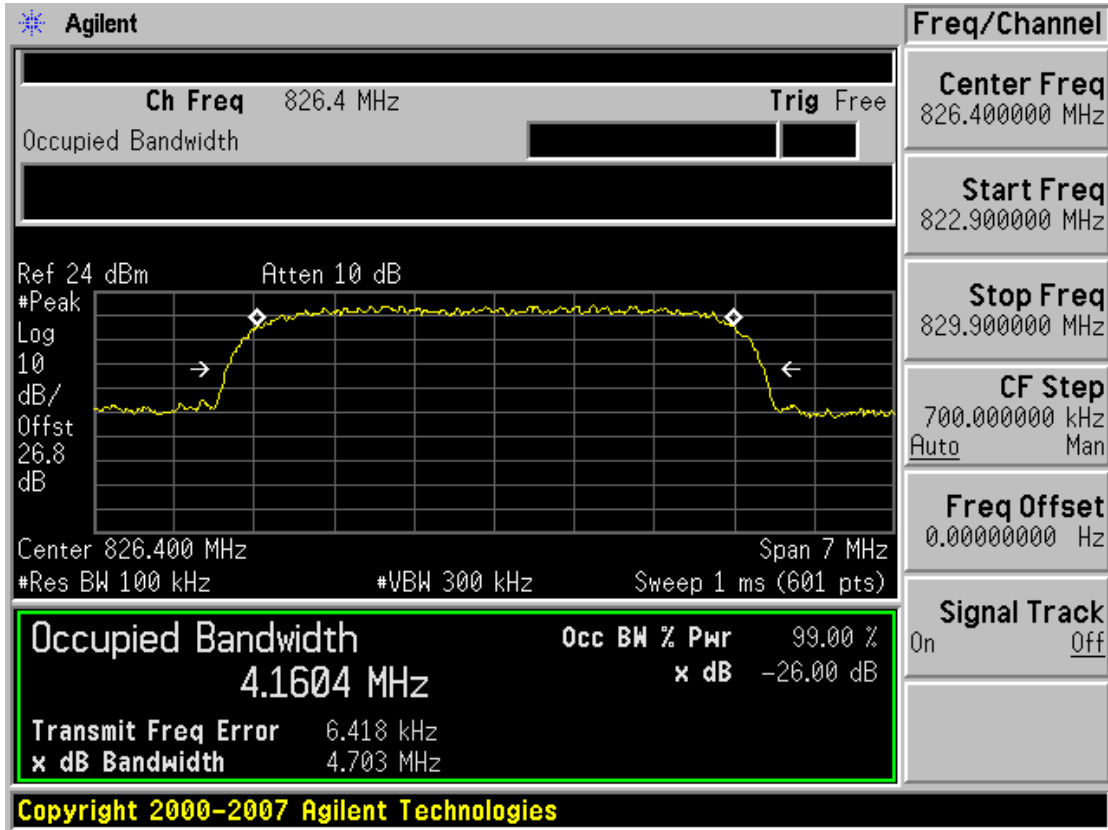 Agilent
Freq/Channel
Ch Freq 826.4 MHz Trig Free
Occupied Bandwidth
Center Freq
826.400000 MHz
Start Freq
822.900000 MHz
Stop Freq
829.900000 MHz
CF Step
700.000000 kHz
Auto Man
Freq Offset
0.00000000 Hz
Signal Track
On Off
Ref 24 dBm Atten 10 dB
#Peak
Log
10
dB/
Offst
26.8
dB
Center 826.400 MHz Span 7 MHz
#Res BW 100 kHz #VBW 300 kHz Sweep 1 ms (601 pts)
Occupied Bandwidth
4.1604 MHz
Occ BW % Pwr 99.00 %
x dB -26.00 dB
Transmit Freq Error 6.418 kHz
x dB Bandwidth 4.703 MHz
Copyright 2000-2007 Agilent Technologies